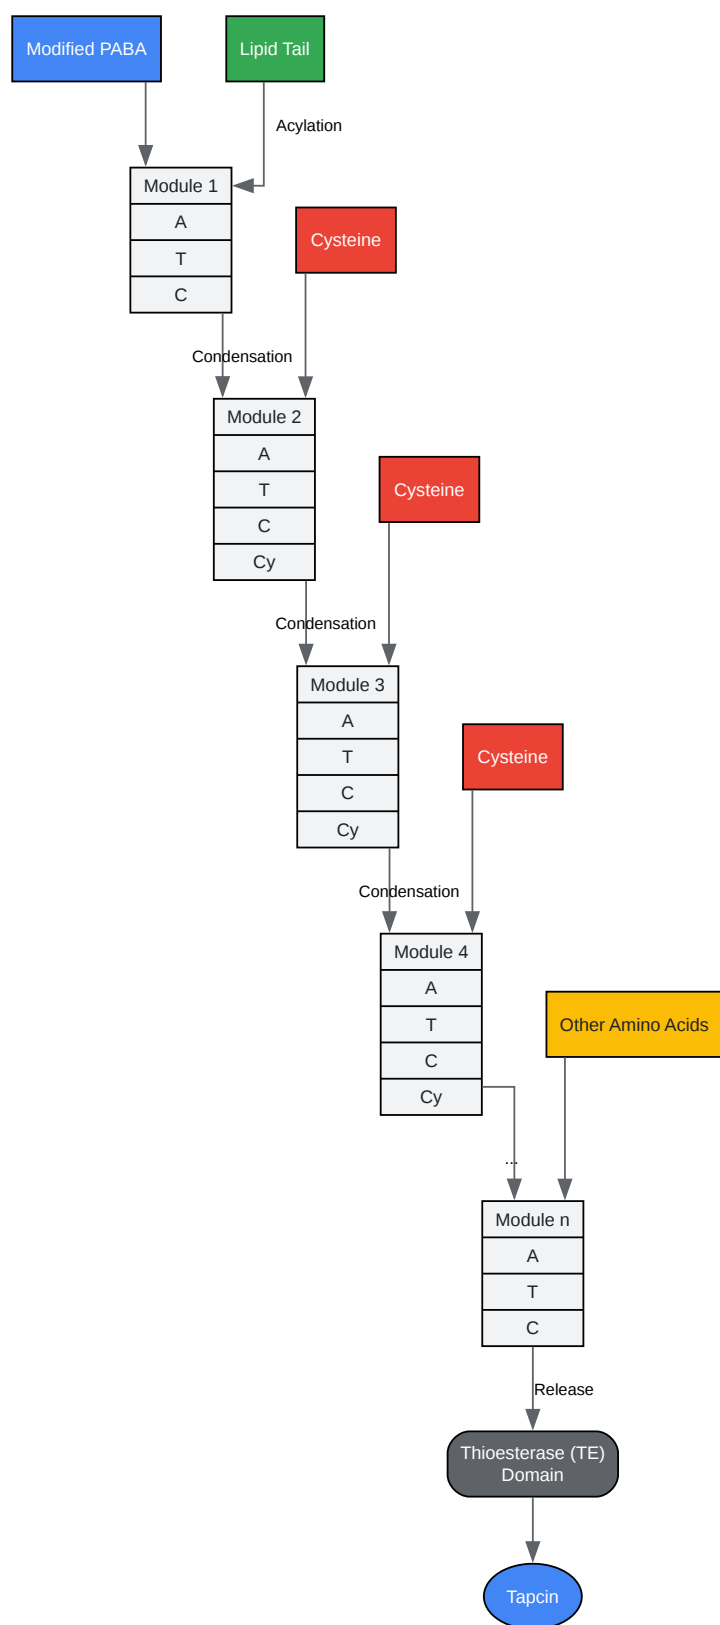 Modified PABA
Lipid Tail
Acylation
Module 1
A
T
C
Cysteine
Condensation
Module 2
A
T
C
Cy
Cysteine
Condensation
Module 3
A
T
C
Cy
Cysteine
Condensation
Module 4
A
T
C
Cy
Other Amino Acids
...
Module n
A
T
C
Release
Thioesterase (TE)
Domain
Tapcin